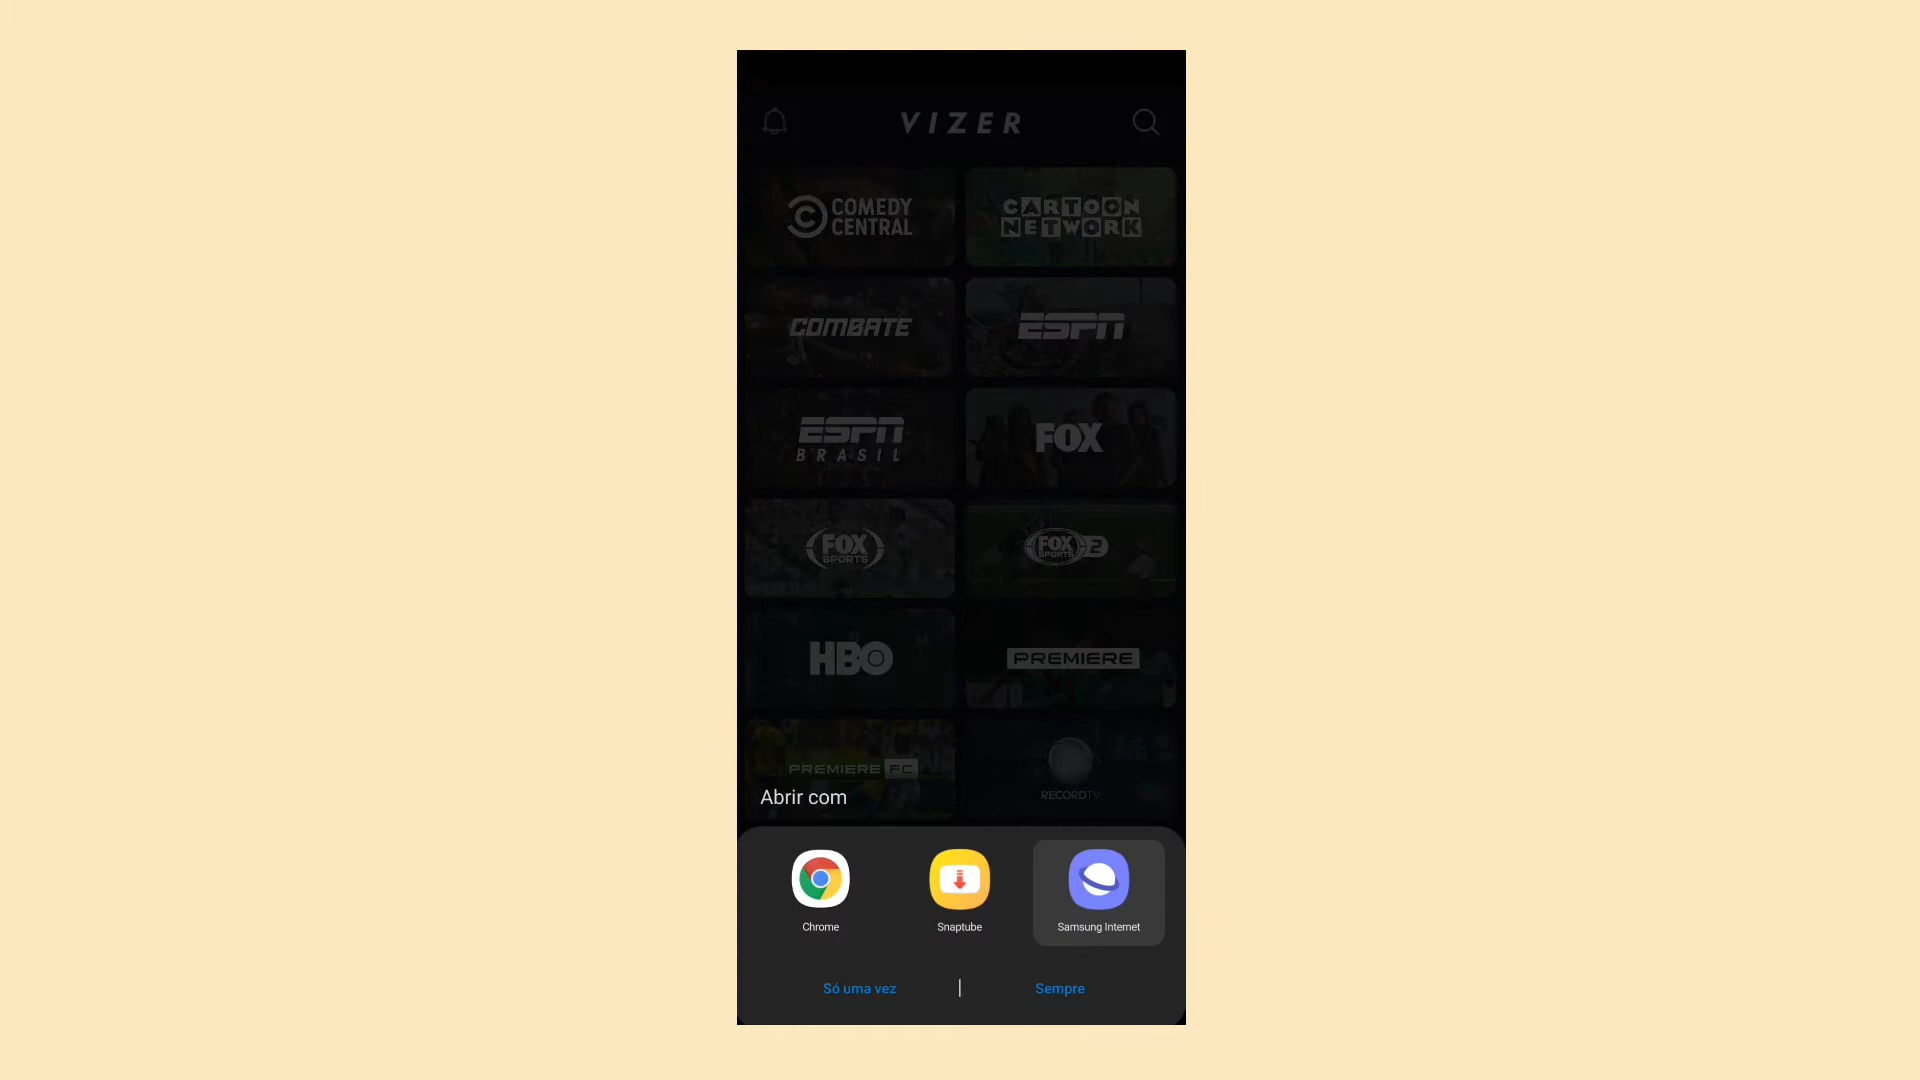 VIZER
COMEDY
CENTRAL
CARTOON
NETWORK
COMBATE
ESPN
ESPN
BRASIL
FOX
FOX
SPORTS
FOX
SPORTS 2
HBO
PREMIERE
PREMIERE FC
RECORDTV
Abrir com
Chrome
Snaptube
Samsung Internet
Só uma vez
Sempre